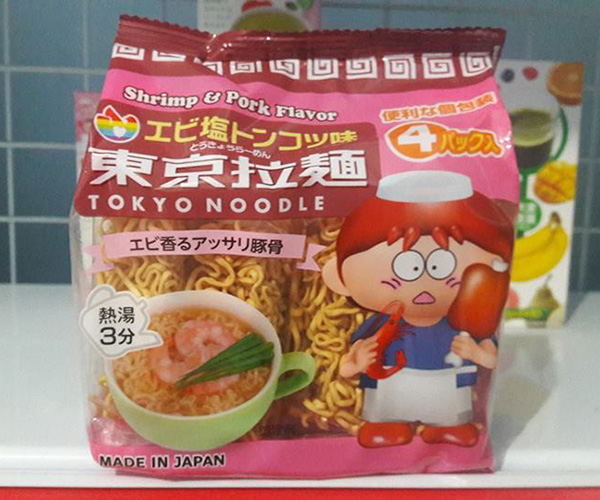 Shrimp & Pork Flavor
便利な個包装
4パック入
エビ塩トンコツ味
とうきょうらーめん
東京拉麺
TOKYO NOODLE
エビ香るアッサリ豚骨
熱湯
3分
MADE IN JAPAN